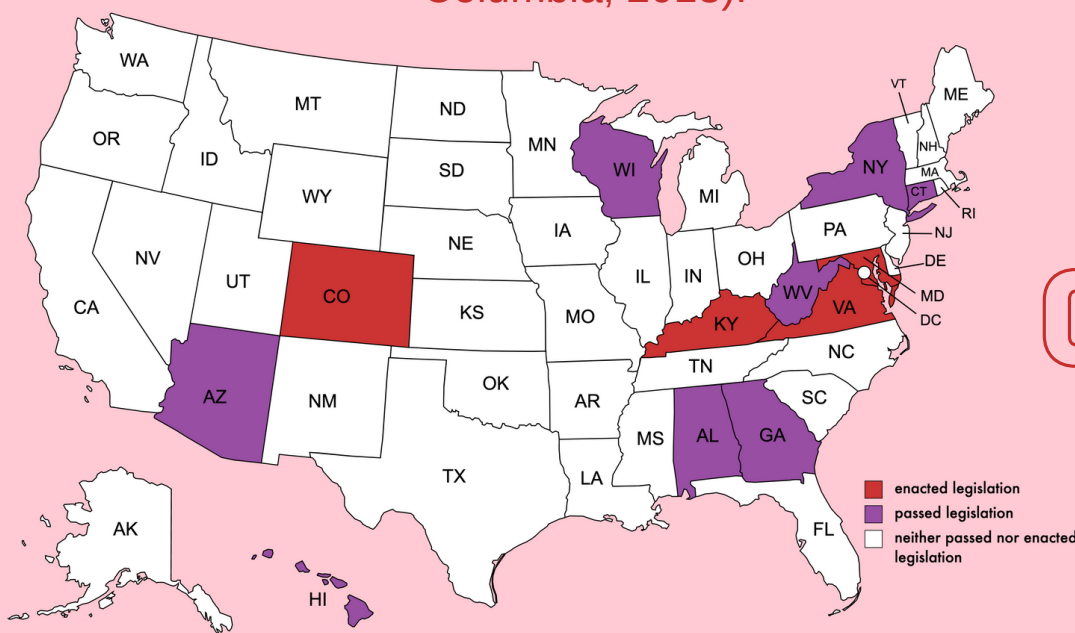 WA
MT
ND
MN
ME
VT
NH
OR
ID
SD
WI
NY
MA
CT
RI
WY
MI
NE
IA
PA
NJ
NV
UT
CO
KS
IL
IN
OH
DE
MD
DC
CA
MO
WV
VA
KY
AZ
NM
OK
AR
TN
NC
SC
MS
AL
GA
TX
LA
FL
AK
HI
enacted legislation
passed legislation
neither passed nor enacted
legislation